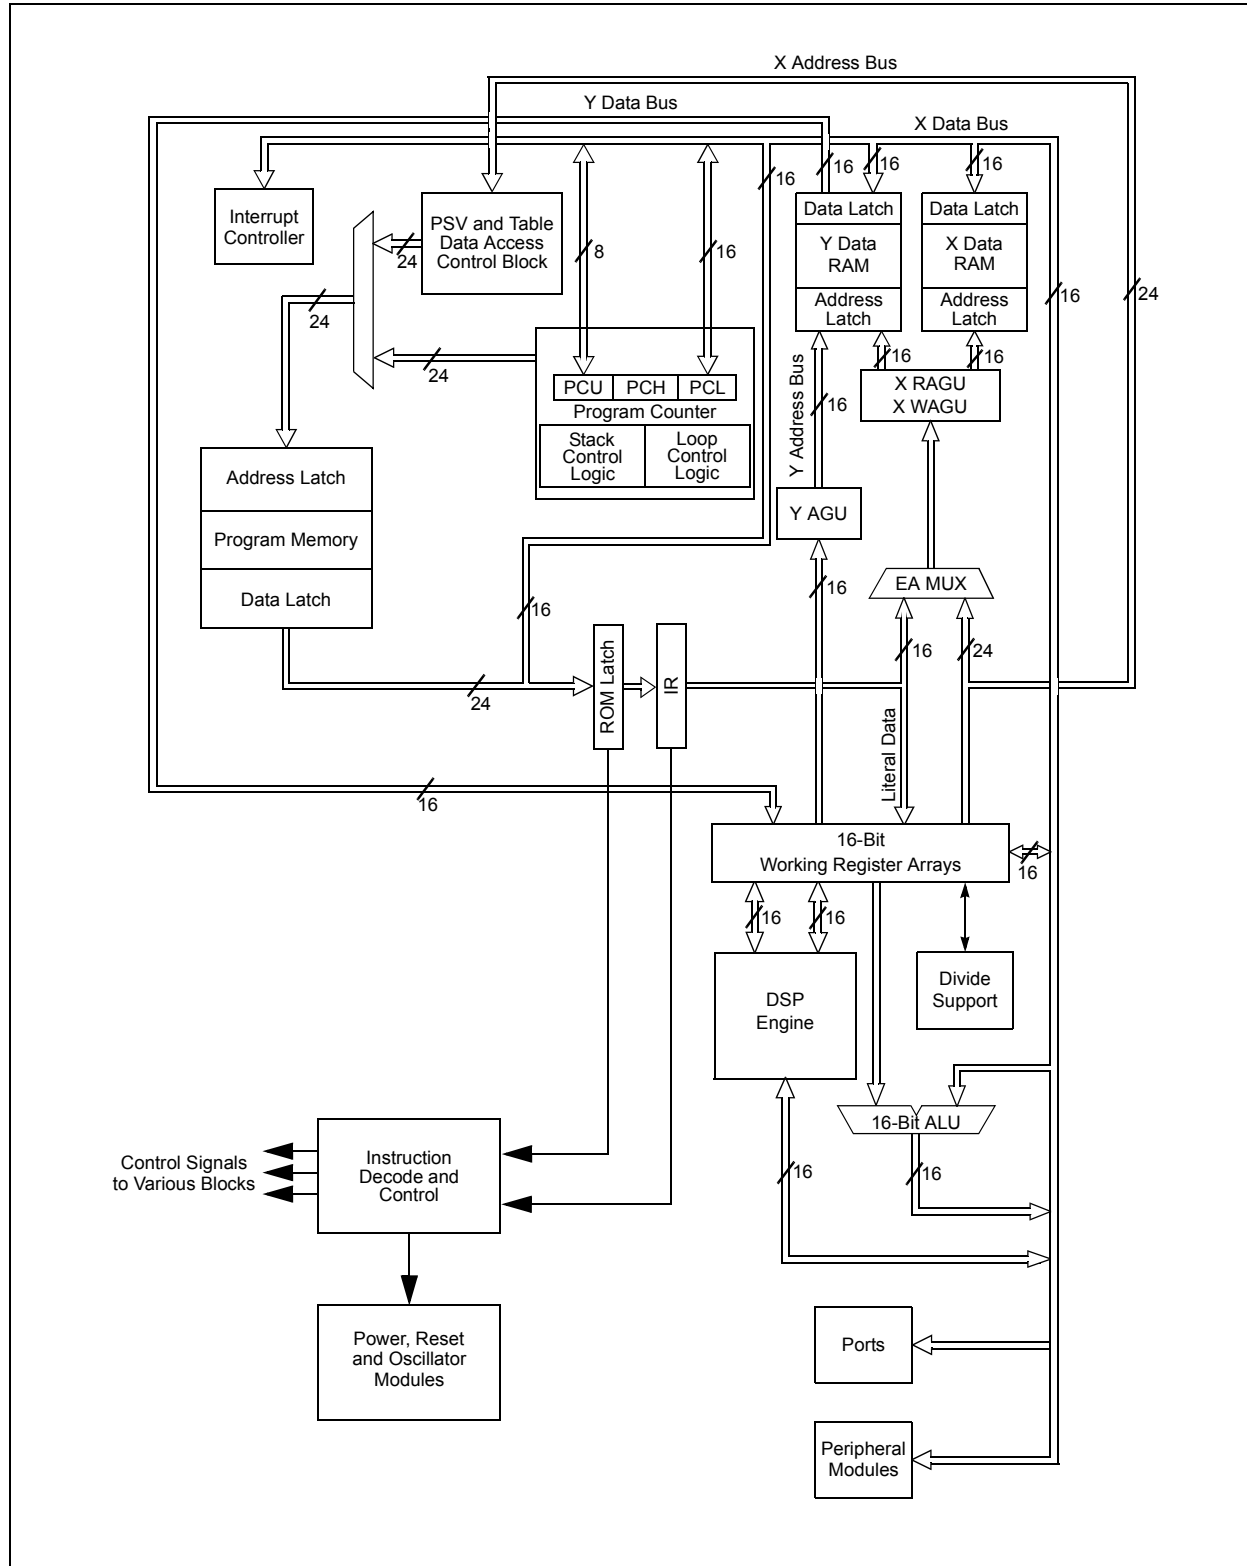 X Address Bus
Y Data Bus
X Data Bus
16
16
16
16
Interrupt
Controller
PSV and Table
Data Access
Control Block
Data Latch
Y Data
RAM
Address
Latch
Data Latch
X Data
RAM
Address
Latch
24
8
16
16
24
24
24
16
16
PCU
PCH
PCL
Program Counter
Stack
Control
Logic
Loop
Control
Logic
X RAGU
X WAGU
Y Address Bus
16
Address Latch
Program Memory
Data Latch
Y AGU
EA MUX
16
16
16
24
24
ROM Latch
IR
Literal Data
16
16-Bit
Working Register Arrays
16
16
16
DSP
Engine
Divide
Support
16-Bit ALU
16
16
Control Signals
to Various Blocks
Instruction
Decode and
Control
Power, Reset
and Oscillator
Modules
Ports
Peripheral
Modules